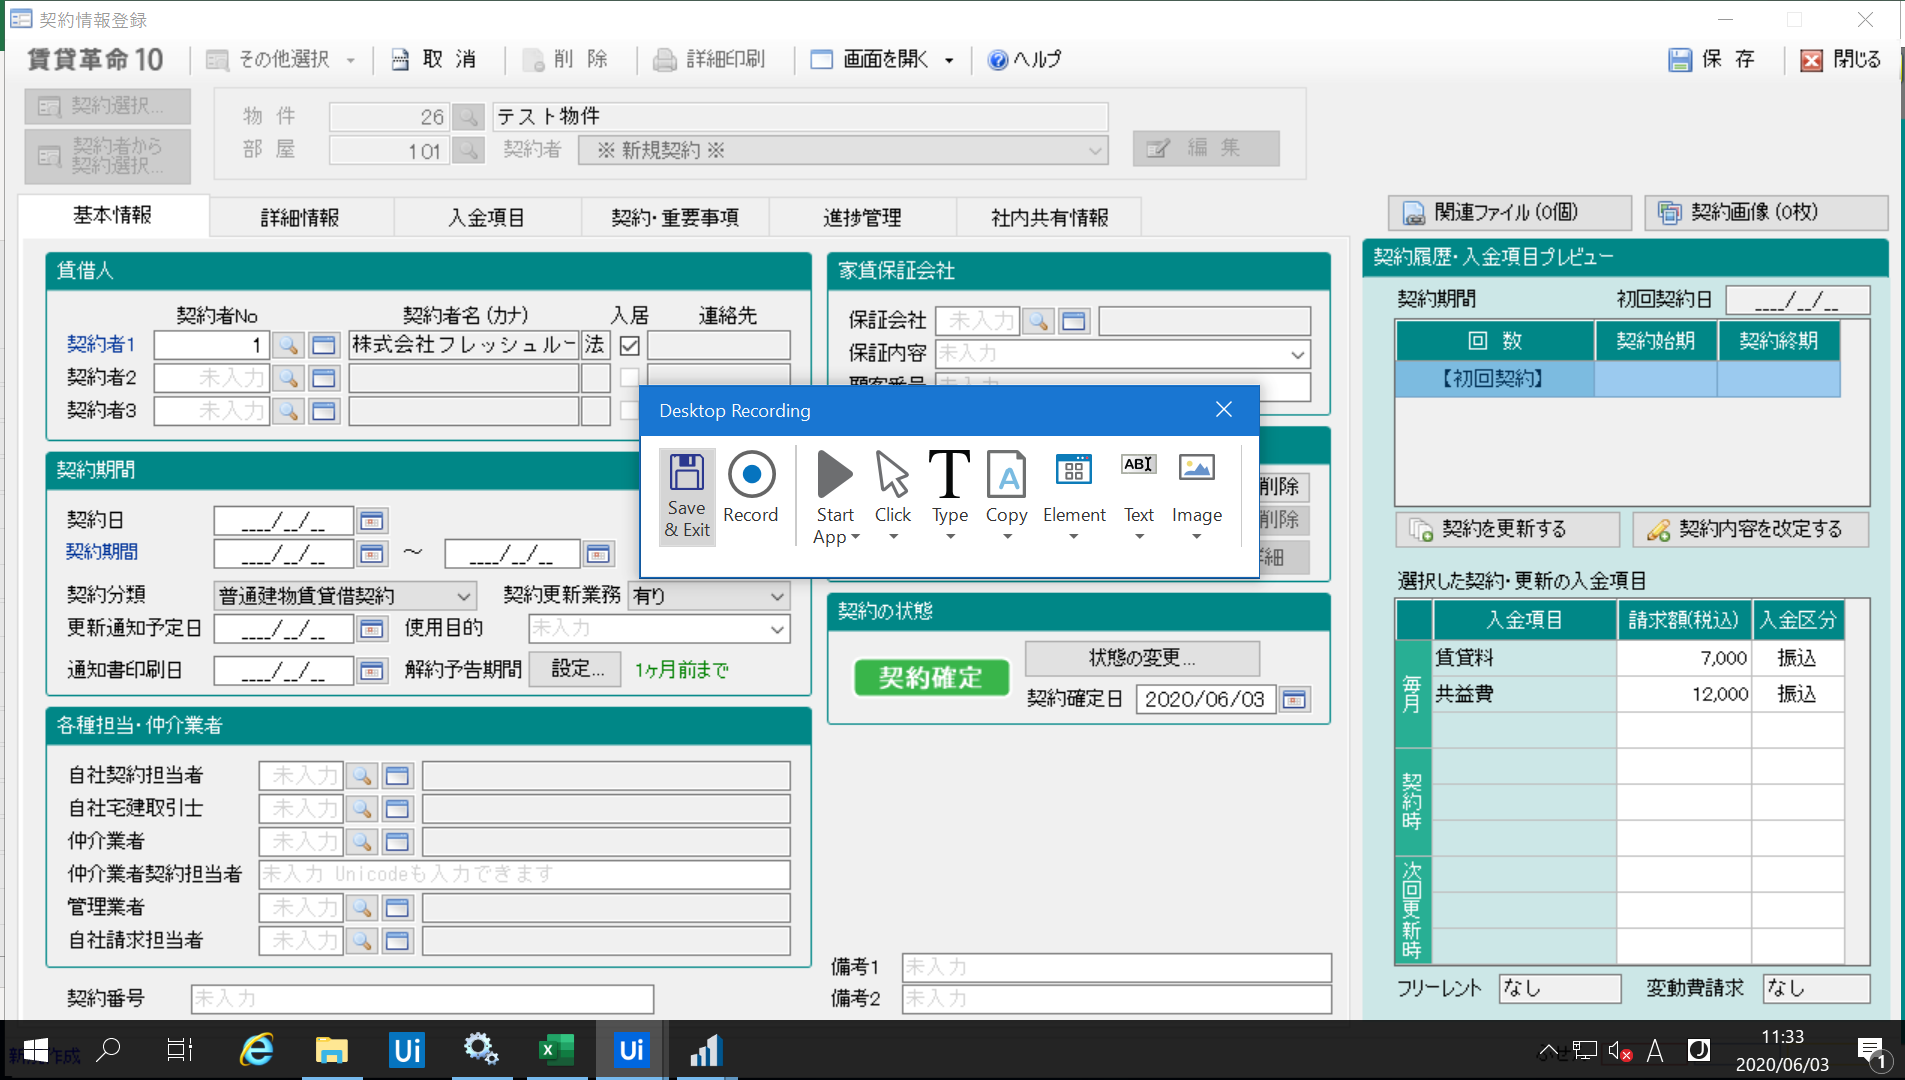 契約情報登録
賃貸革命10
その他選択
取 消
削 除
詳細印刷
画面を開く
ヘルプ
保 存
閉じる
契約選択...
契約者から
契約選択...
物 件
26
テスト物件
部 屋
101
契約者
※ 新規契約 ※
編 集
基本情報
詳細情報
入金項目
契約・重要事項
進捗管理
社内共有情報
関連ファイル (0個)
契約画像 (0枚)
賃借人
契約者No
契約者名 (カナ)
入居
連絡先
契約者1
1
株式会社フレッシュルー
法
契約者2
未入力
契約者3
未入力
家賃保証会社
保証会社
未入力
保証内容
未入力
顧客番号
未入力
Desktop Recording
Save
& Exit
Record
Start
App
Click
Type
Copy
Element
Text
Image
削除
削除
細
契約期間
契約日
____/__/__
契約期間
____/__/__
～
____/__/__
契約分類
普通建物賃貸借契約
契約更新業務
有り
更新通知予定日
____/__/__
使用目的
未入力
通知書印刷日
____/__/__
解約予告期間
設定...
1ヶ月前まで
契約の状態
契約確定
状態の変更...
契約確定日
2020/06/03
各種担当・仲介業者
自社契約担当者
未入力
自社宅建取引士
未入力
仲介業者
未入力
仲介業者契約担当者
未入力 Unicodeも入力できます
管理業者
未入力
自社請求担当者
未入力
契約番号
未入力
備考1
未入力
備考2
未入力
契約履歴・入金項目プレビュー
契約期間
初回契約日
____/__/__
回 数
契約始期
契約終期
【初回契約】
契約を更新する
契約内容を改定する
選択した契約・更新の入金項目
入金項目
請求額(税込)
入金区分
毎月
賃貸料
7,000
振込
共益費
12,000
振込
契約時
次回更新時
フリーレント
なし
変動費請求
なし
Ui
Ui
A
11:33
2020/06/03
1